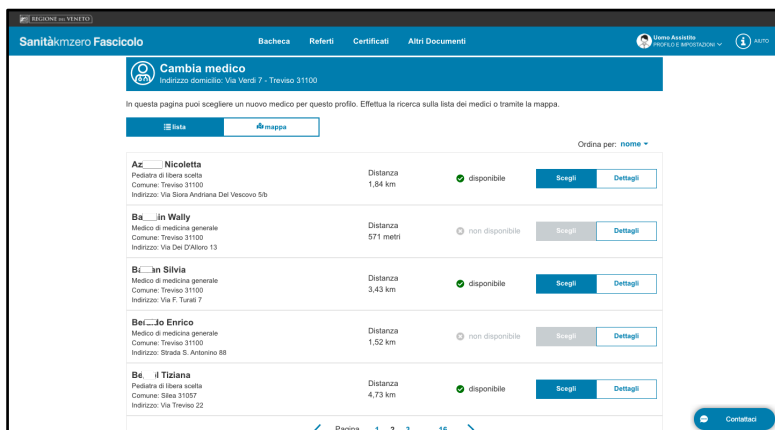 REGIONE DEL VENETO
Sanitàkmzero Fascicolo
Bacheca
Referti
Certificati
Altri Documenti
Uomo Assistito
PROFILO E IMPOSTAZIONI
AIUTO
Cambia medico
Indirizzo domicilio: Via Verdi 7 - Treviso 31100
In questa pagina puoi scegliere un nuovo medico per questo profilo. Effettua la ricerca sulla lista dei medici o tramite la mappa.
lista
mappa
Ordina per: nome
Nicoletta
Pediatra di libera scelta
Comune: Treviso 31100
Indirizzo: Via Siora Andriana Del Vescovo 5/b
Distanza
1,84 km
disponibile
Scegli
Dettagli
Wally
Medico di medicina generale
Comune: Treviso 31100
Indirizzo: Via Dei D'Alloro 13
Distanza
571 metri
non disponibile
Scegli
Dettagli
Silvia
Medico di medicina generale
Comune: Treviso 31100
Indirizzo: Via F. Turati 7
Distanza
3,43 km
disponibile
Scegli
Dettagli
Enrico
Medico di medicina generale
Comune: Treviso 31100
Indirizzo: Strada S. Antonino 88
Distanza
1,52 km
non disponibile
Scegli
Dettagli
Tiziana
Pediatra di libera scelta
Comune: Silea 31057
Indirizzo: Via Treviso 22
Distanza
4,73 km
disponibile
Scegli
Dettagli
Pagina 1 2 3 16
Contattaci